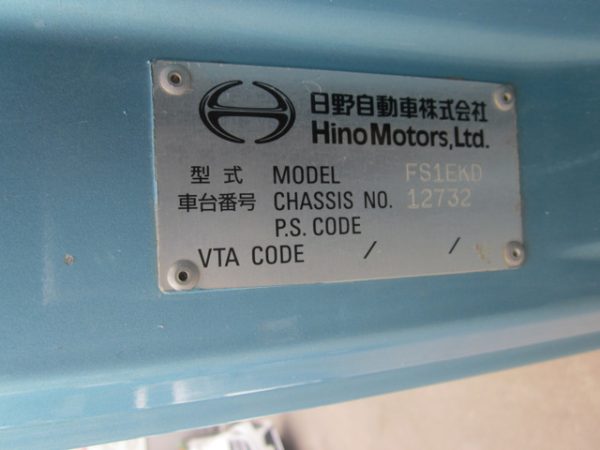 日野自動車株式会社
Hino Motors, Ltd.
型式 MODEL FS1EKD
車台番号 CHASSIS NO. 12732
P.S. CODE
VTA CODE / /